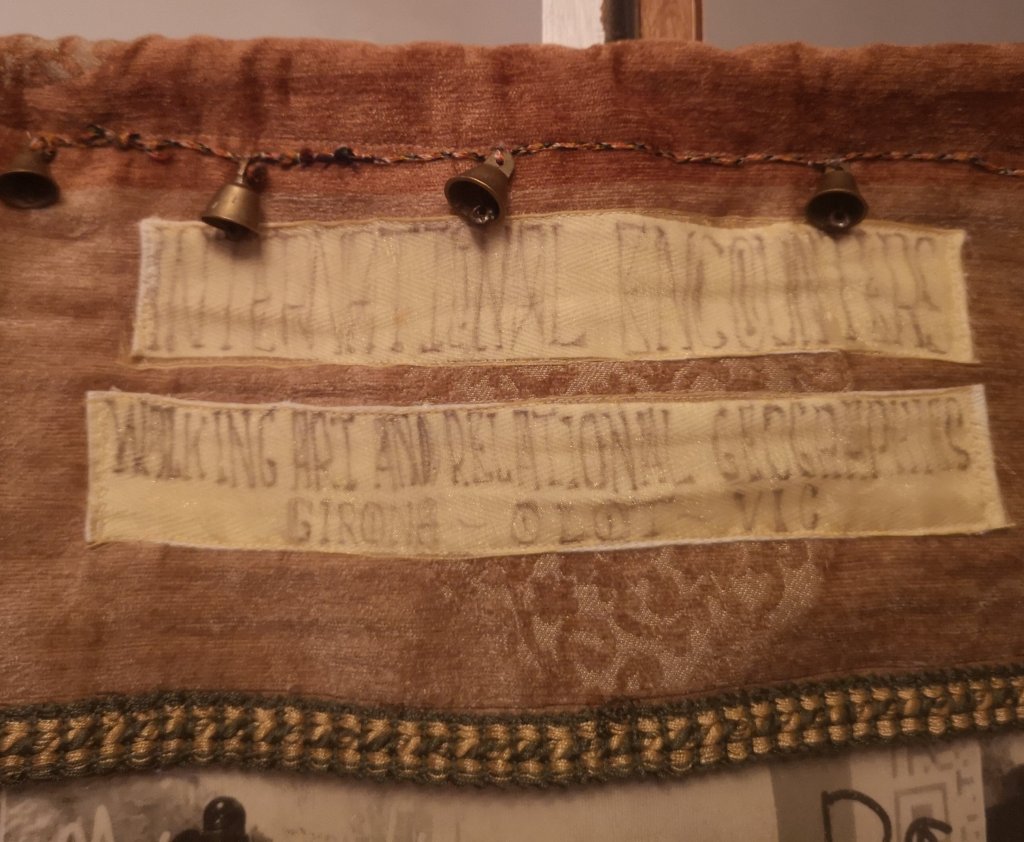 INTERNATIONAL ENCOUNTERS
WALKING ART AND RELATIONAL GEOGRAPHIES
GIRONA - OLOT - VIC